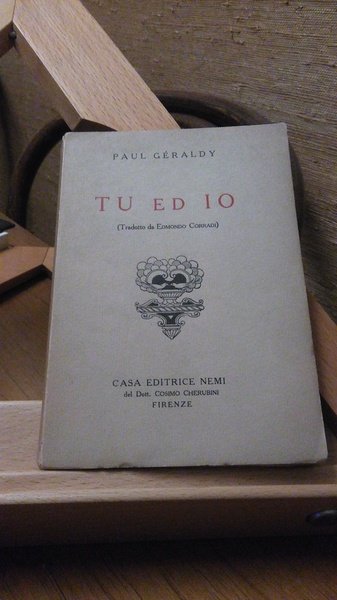 PAUL GÉRALDY
TU ED IO
(Tradotto da EDMONDO CORRADI)
CASA EDITRICE NEMI
del Dott. COSIMO CHERUBINI
FIRENZE